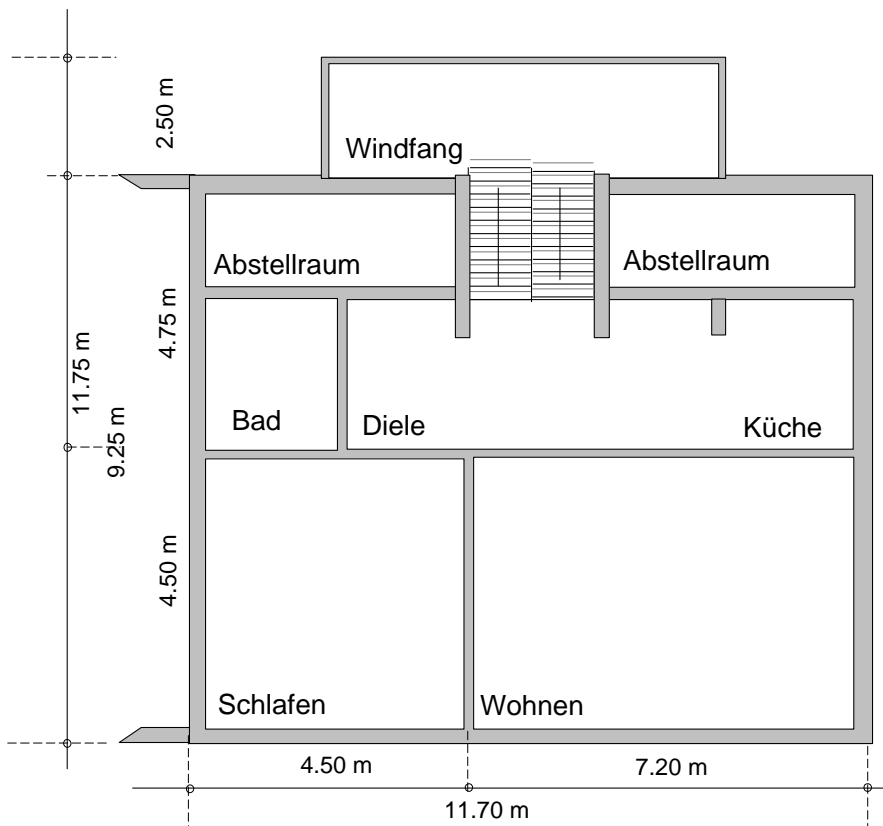 2.50 m
Windfang
Abstellraum
Abstellraum
4.75 m
11.75 m
9.25 m
Bad
Diele
Küche
4.50 m
Schlafen
Wohnen
4.50 m
7.20 m
11.70 m